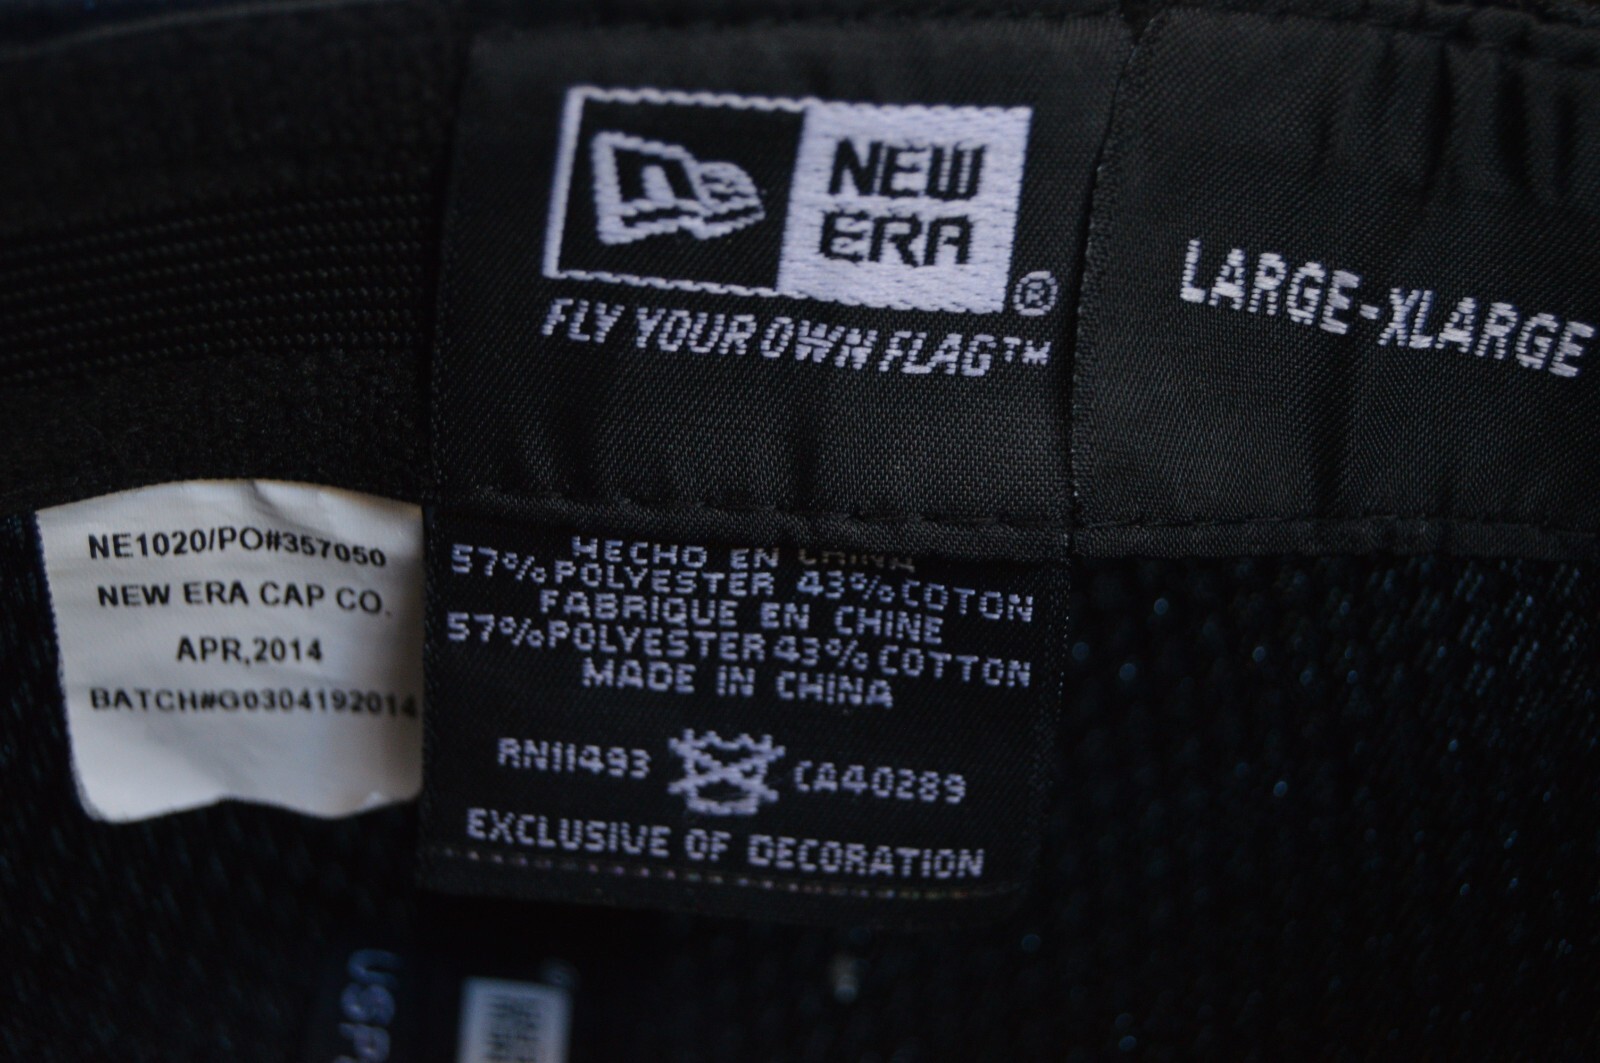 ne
NEW
ERA®
FLY YOUR OWN FLAG™
LARGE-XLARGE
NE1020/PO#357050
NEW ERA CAP CO.
APR,2014
BATCH#G0304192014
HECHO EN CHINA
57%POLYESTER 43%COTON
FABRIQUE EN CHINE
57%POLYESTER 43%COTTON
MADE IN CHINA
RN11493 CA40289
EXCLUSIVE OF DECORATION